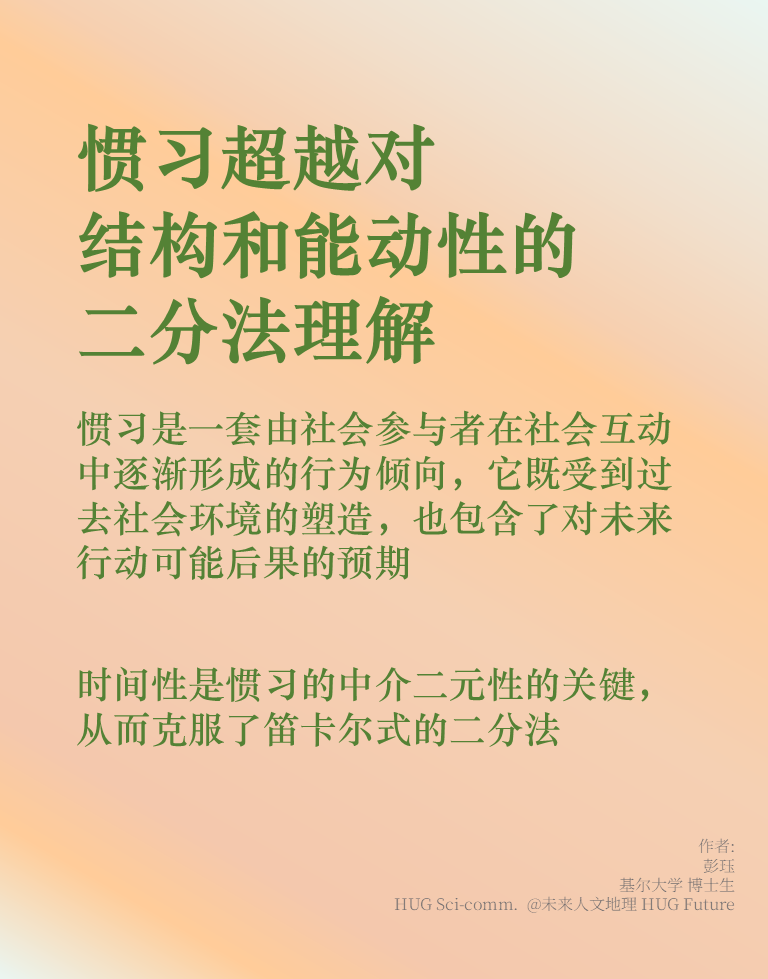 惯习超越对
结构和能动性的
二分法理解
惯习是一套由社会参与者在社会互动
中逐渐形成的行为倾向，它既受到过
去社会环境的塑造，也包含了对未来
行动可能后果的预期
时间性是惯习的中介二元性的关键，
从而克服了笛卡尔式的二分法
作者:
彭珏
基尔大学 博士生
HUG Sci-comm. @未来人文地理 HUG Future